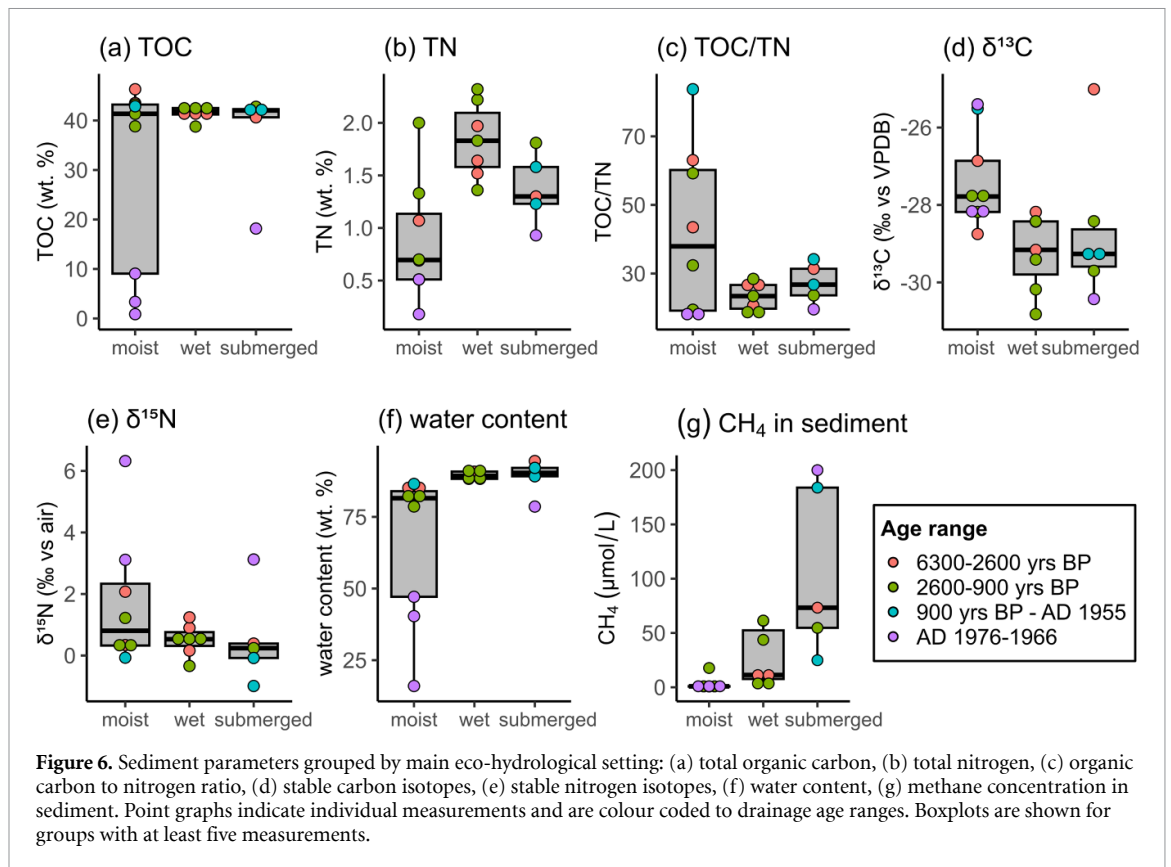 (a) TOC
(b) TN
(c) TOC/TN
(d) δ¹³C
TOC (wt. %)
40
30
20
10
0
moist wet submerged
TN (wt. %)
2.0
1.5
1.0
0.5
moist wet submerged
TOC/TN
70
50
30
moist wet submerged
δ¹³C (‰ vs VPDB)
-26
-28
-30
moist wet submerged
(e) δ¹⁵N
(f) water content
(g) CH₄ in sediment
δ¹⁵N (‰ vs air)
6
4
2
0
moist wet submerged
water content (wt. %)
75
50
25
moist wet submerged
CH₄ (µmol/L)
200
150
100
50
0
moist wet submerged
Age range
6300-2600 yrs BP
2600-900 yrs BP
900 yrs BP - AD 1955
AD 1976-1966
Figure 6. Sediment parameters grouped by main eco-hydrological setting: (a) total organic carbon, (b) total nitrogen, (c) organic
carbon to nitrogen ratio, (d) stable carbon isotopes, (e) stable nitrogen isotopes, (f) water content, (g) methane concentration in
sediment. Point graphs indicate individual measurements and are colour coded to drainage age ranges. Boxplots are shown for
groups with at least five measurements.